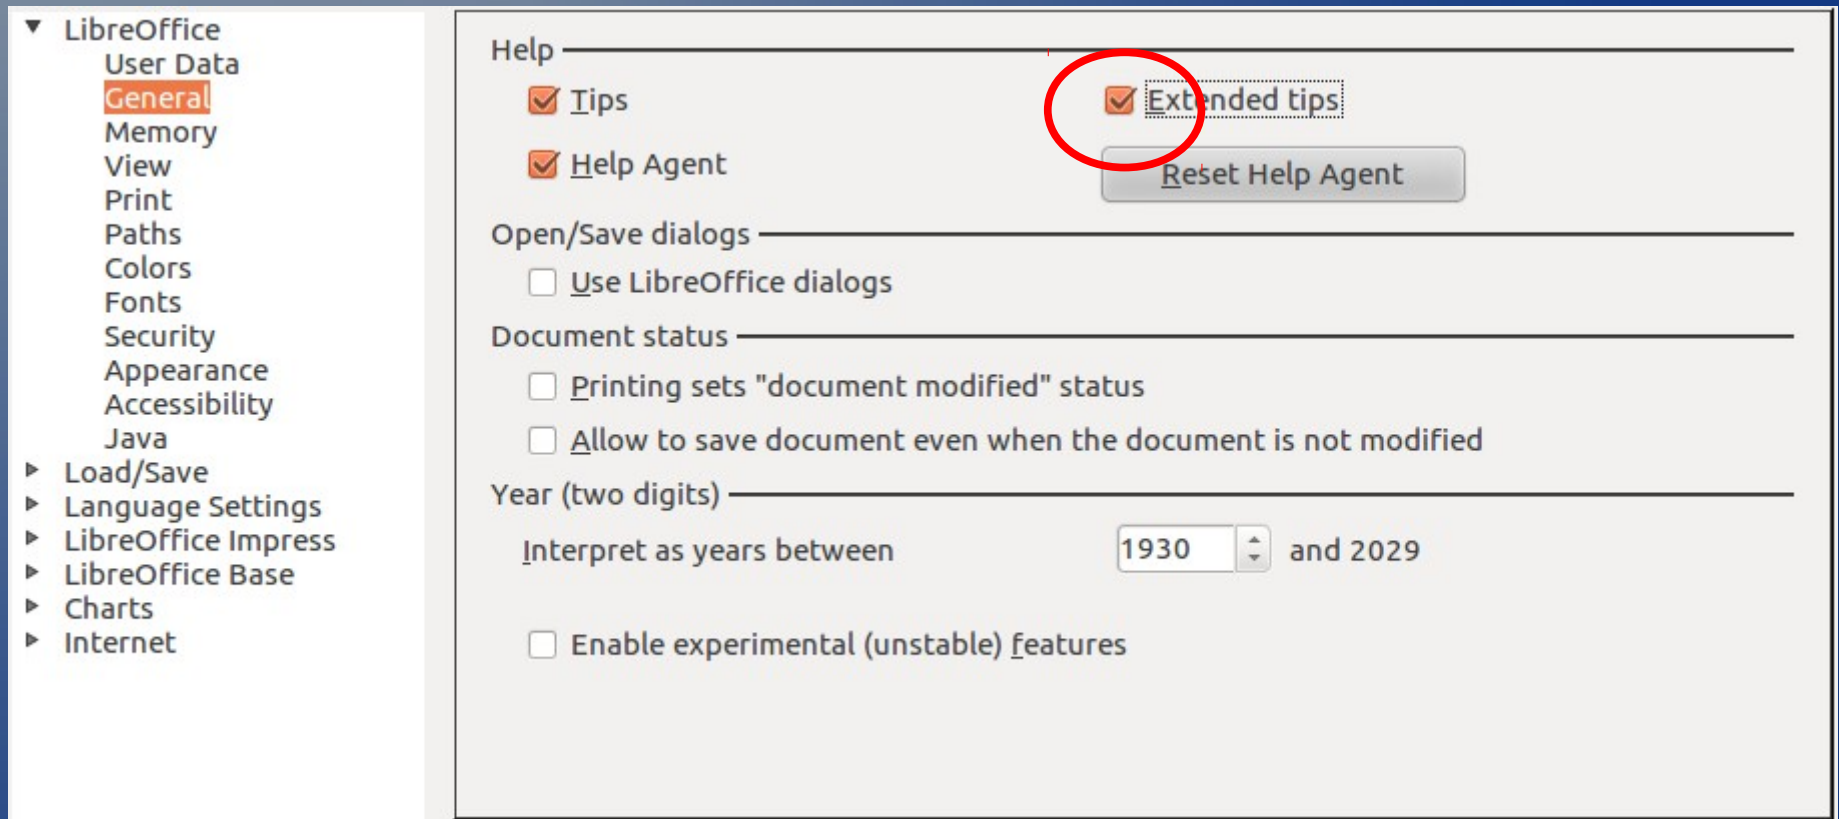 LibreOffice
User Data
General
Memory
View
Print
Paths
Colors
Fonts
Security
Appearance
Accessibility
Java
Load/Save
Language Settings
LibreOffice Impress
LibreOffice Base
Charts
Internet
Help
Tips
Extended tips
Help Agent
Reset Help Agent
Open/Save dialogs
Use LibreOffice dialogs
Document status
Printing sets "document modified" status
Allow to save document even when the document is not modified
Year (two digits)
Interpret as years between 1930 and 2029
Enable experimental (unstable) features